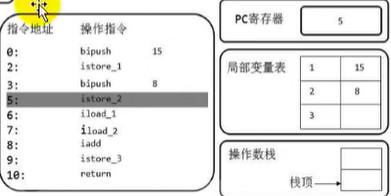 指令地址 操作指令
0: bipush 15
2: istore_1
3: bipush 8
5: istore_2
6: iload_1
7: iload_2
8: iadd
9: istore_3
10: return
PC寄存器 5
局部变量表
1 15
2 8
3
操作数栈
栈顶